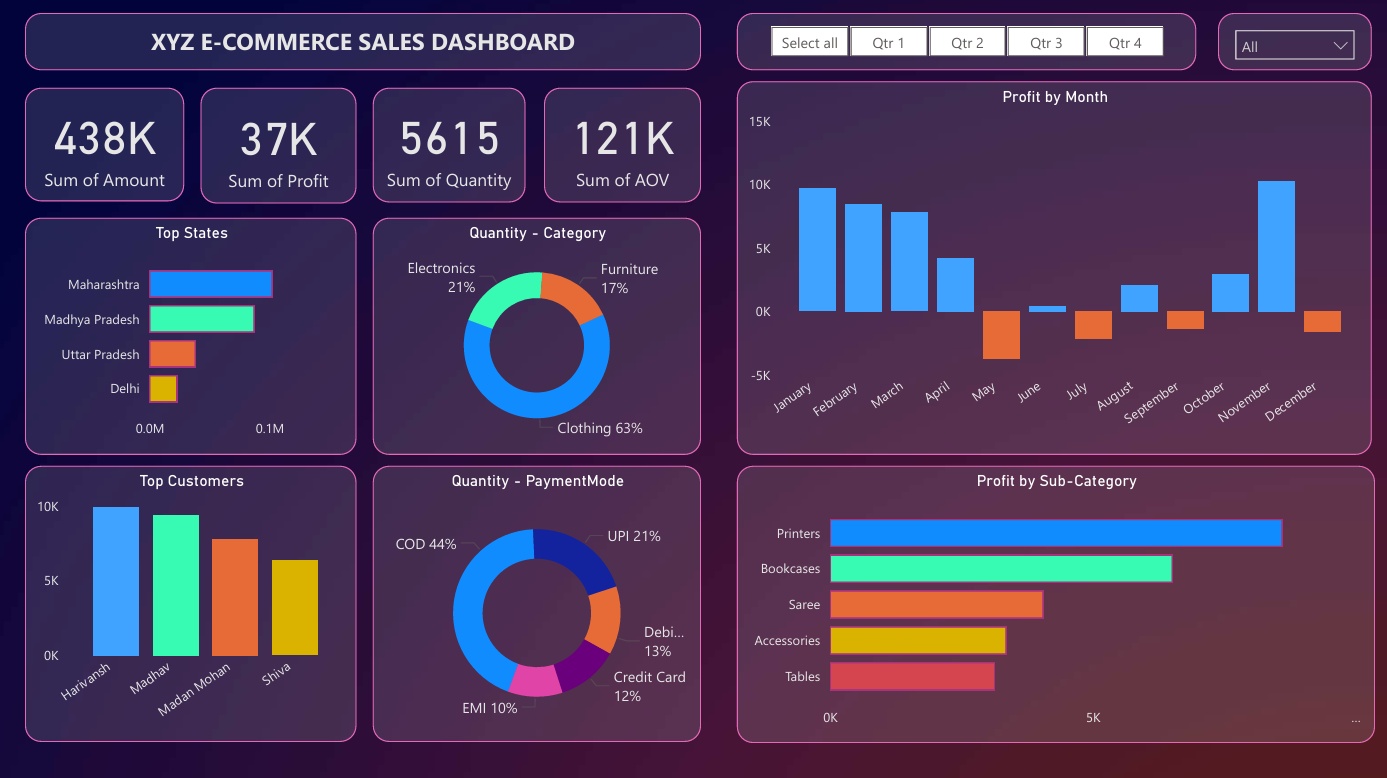 XYZ E-COMMERCE SALES DASHBOARD
Select all
Qtr 1
Qtr 2
Qtr 3
Qtr 4
All
438K
Sum of Amount
37K
Sum of Profit
5615
Sum of Quantity
121K
Sum of AOV
Profit by Month
15K
10K
5K
0K
-5K
January
February
March
April
May
June
July
August
September
October
November
December
Top States
Maharashtra
Madhya Pradesh
Uttar Pradesh
Delhi
0.0M
0.1M
Quantity - Category
Electronics
21%
Furniture
17%
Clothing 63%
Top Customers
10K
5K
0K
Harivansh
Madhav
Madan Mohan
Shiva
Quantity - PaymentMode
COD 44%
UPI 21%
Debi...
13%
Credit Card
12%
EMI 10%
Profit by Sub-Category
Printers
Bookcases
Saree
Accessories
Tables
0K
5K
...